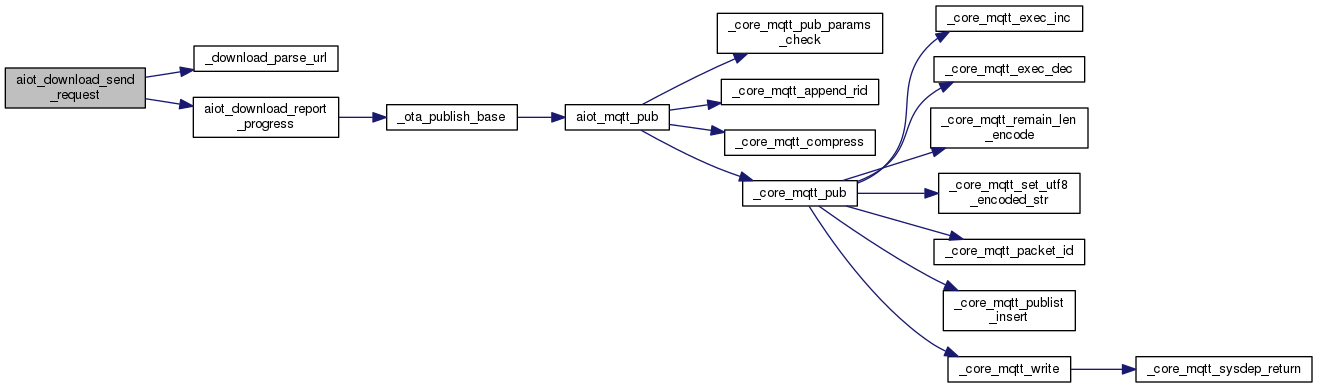 aiot_download_send
_request
_download_parse_url
aiot_download_report
_progress
_ota_publish_base
aiot_mqtt_pub
_core_mqtt_pub_params
_check
_core_mqtt_append_rid
_core_mqtt_compress
_core_mqtt_pub
_core_mqtt_exec_inc
_core_mqtt_exec_dec
_core_mqtt_remain_len
_encode
_core_mqtt_set_utf8
_encoded_str
_core_mqtt_packet_id
_core_mqtt_publist
_insert
_core_mqtt_write
_core_mqtt_sysdep_return